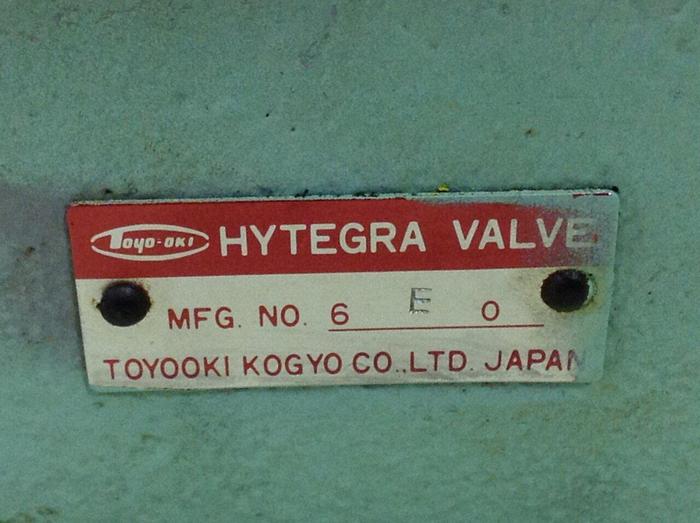 Toyo-oki HYTEGRA VALVE
MFG. NO. 6 E 0
TOYOOKI KOGYO CO.,LTD. JAPAN